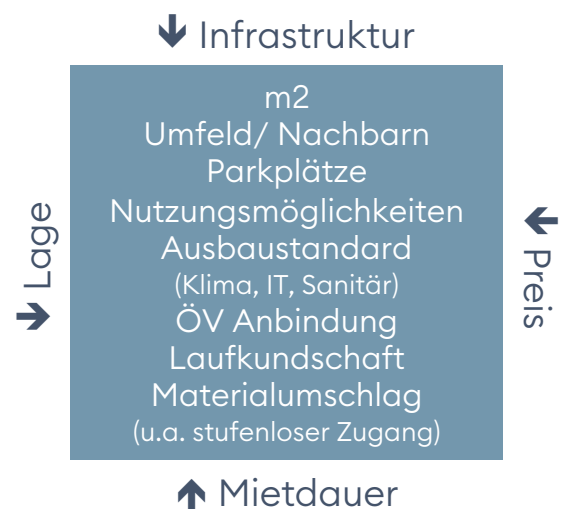 Infrastruktur
m2
Umfeld/ Nachbarn
Parkplätze
Nutzungsmöglichkeiten
Ausbaustandard
(Klima, IT, Sanitär)
ÖV Anbindung
Laufkundschaft
Materialumschlag
(u.a. stufenloser Zugang)
Lage
Preis
Mietdauer